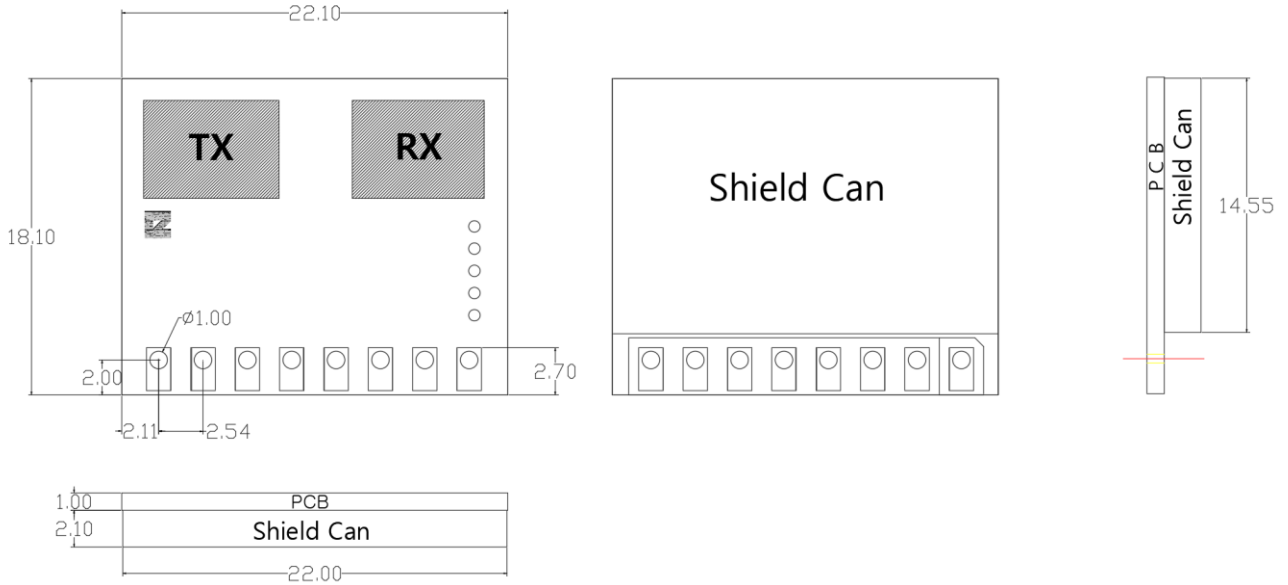 22.10
TX
RX
Shield Can
PCB
Shield Can
14.55
18.10
ø1.00
2.00
2.70
2.11
2.54
1.00
PCB
2.10
Shield Can
22.00